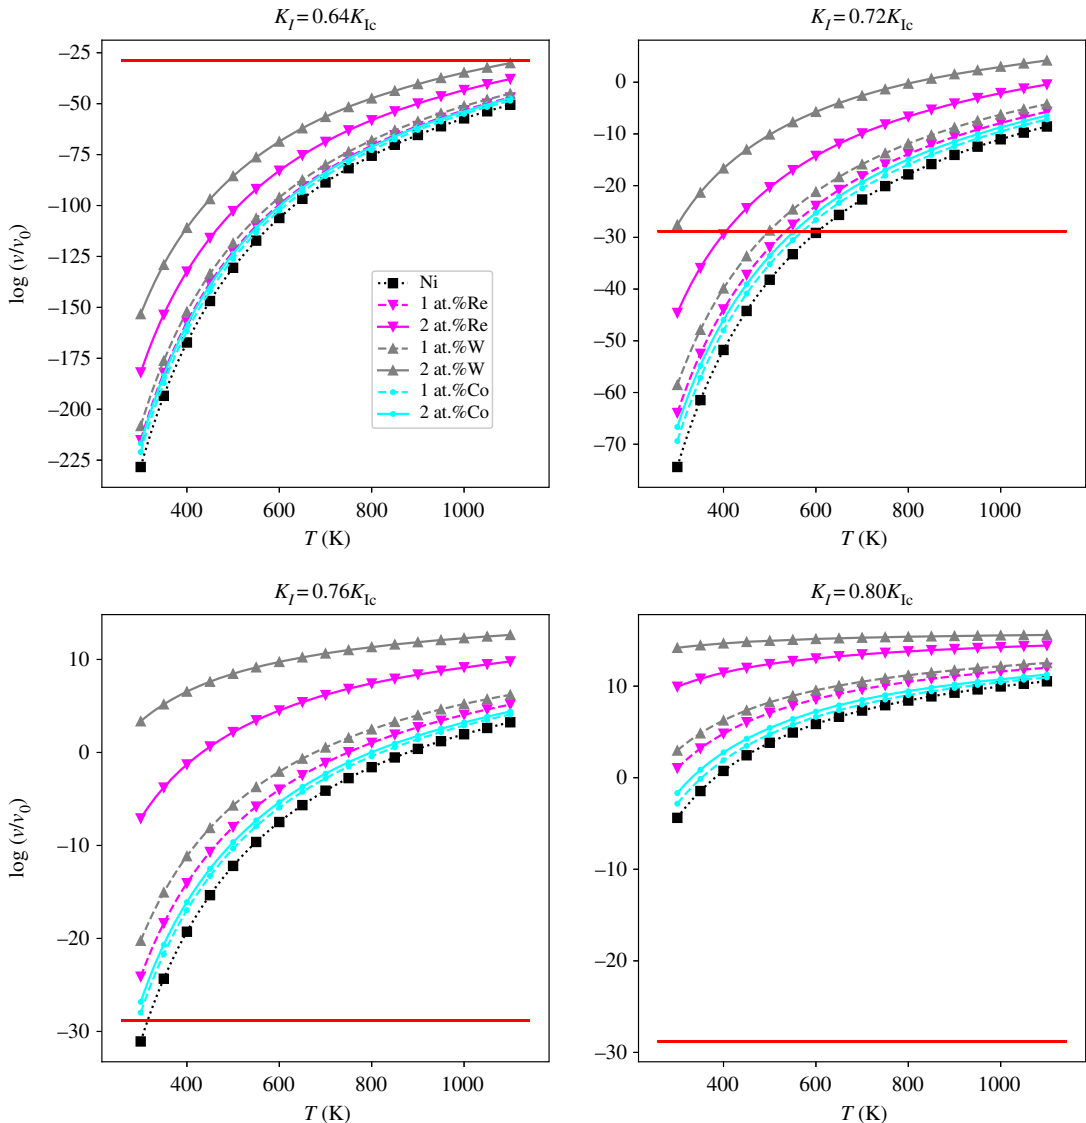 K_I = 0.64K_Ic
−25
−50
−75
−100
−125
−150
−175
−200
−225
log (v/v_0)
400 600 800 1000
T (K)
Ni
1 at.%Re
2 at.%Re
1 at.%W
2 at.%W
1 at.%Co
2 at.%Co
K_I = 0.72K_Ic
0
−10
−20
−30
−40
−50
−60
−70
400 600 800 1000
T (K)
K_I = 0.76K_Ic
10
0
−10
−20
−30
log (v/v_0)
400 600 800 1000
T (K)
K_I = 0.80K_Ic
10
0
−10
−20
−30
400 600 800 1000
T (K)